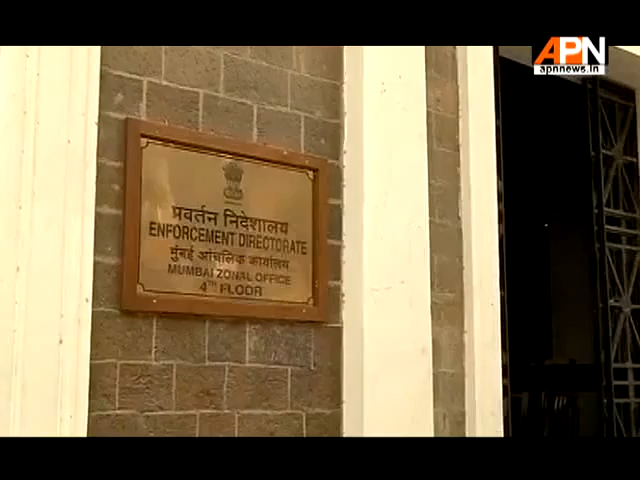 APN
apnnews.in
प्रवर्तन निदेशालय
ENFORCEMENT DIRECTORATE
मुंबई आंचलिक कार्यालय
MUMBAI ZONAL OFFICE
4TH FLOOR